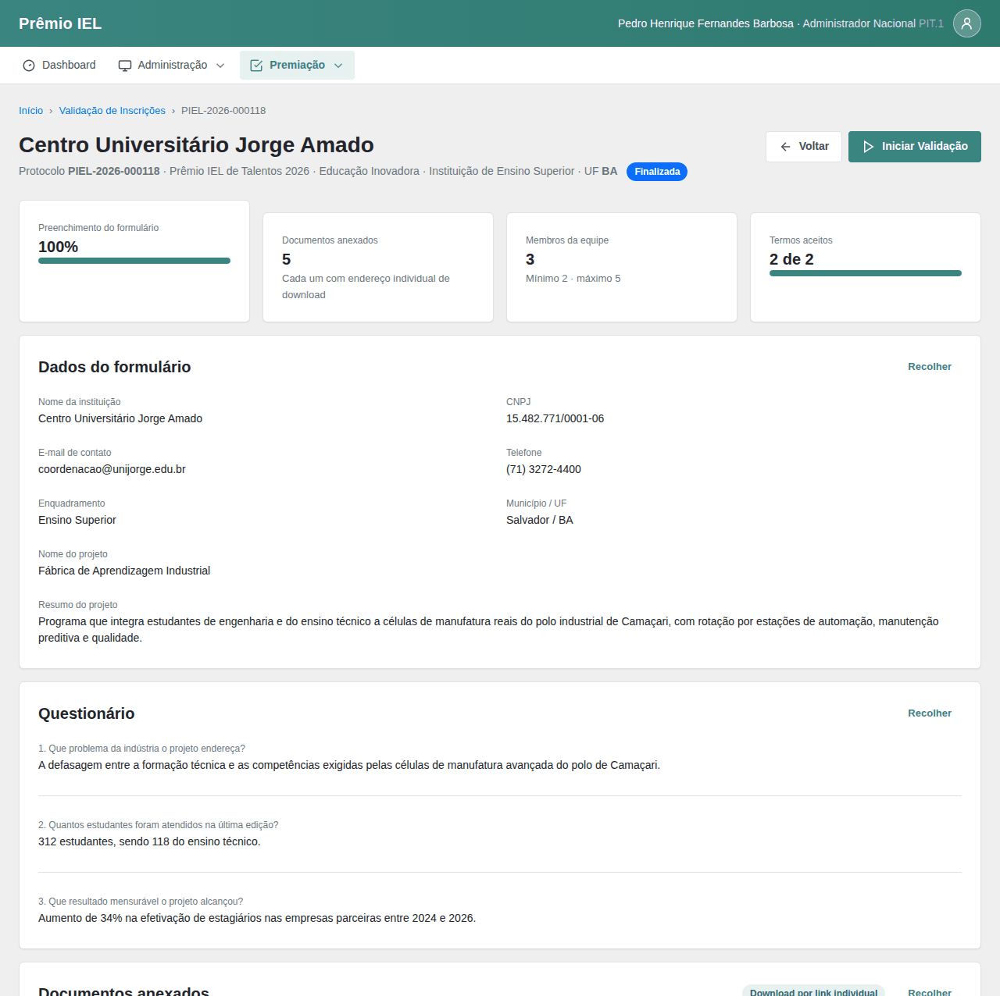 Prêmio IEL
Pedro Henrique Fernandes Barbosa · Administrador Nacional PIT.1
Dashboard
Administração
Premiação
Início › Validação de Inscrições › PIEL-2026-000118
Centro Universitário Jorge Amado
Voltar
Iniciar Validação
Protocolo PIEL-2026-000118 · Prêmio IEL de Talentos 2026 · Educação Inovadora · Instituição de Ensino Superior · UF BA Finalizada
Preenchimento do formulário
100%
Documentos anexados
5
Cada um com endereço individual de
download
Membros da equipe
3
Mínimo 2 · máximo 5
Termos aceitos
2 de 2
Dados do formulário
Recolher
Nome da instituição
Centro Universitário Jorge Amado
CNPJ
15.482.771/0001-06
E-mail de contato
coordenacao@unijorge.edu.br
Telefone
(71) 3272-4400
Enquadramento
Ensino Superior
Município / UF
Salvador / BA
Nome do projeto
Fábrica de Aprendizagem Industrial
Resumo do projeto
Programa que integra estudantes de engenharia e do ensino técnico a células de manufatura reais do polo industrial de Camaçari, com rotação por estações de automação, manutenção
preditiva e qualidade.
Questionário
Recolher
1. Que problema da indústria o projeto endereça?
A defasagem entre a formação técnica e as competências exigidas pelas células de manufatura avançada do polo de Camaçari.
2. Quantos estudantes foram atendidos na última edição?
312 estudantes, sendo 118 do ensino técnico.
3. Que resultado mensurável o projeto alcançou?
Aumento de 34% na efetivação de estagiários nas empresas parceiras entre 2024 e 2026.
Documentos anexados
Download por link individual
Recolher